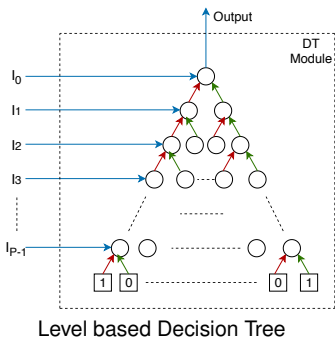 Output
DT
Module
I0
I1
I2
I3
IP-1
1 0 0 1
Level based Decision Tree